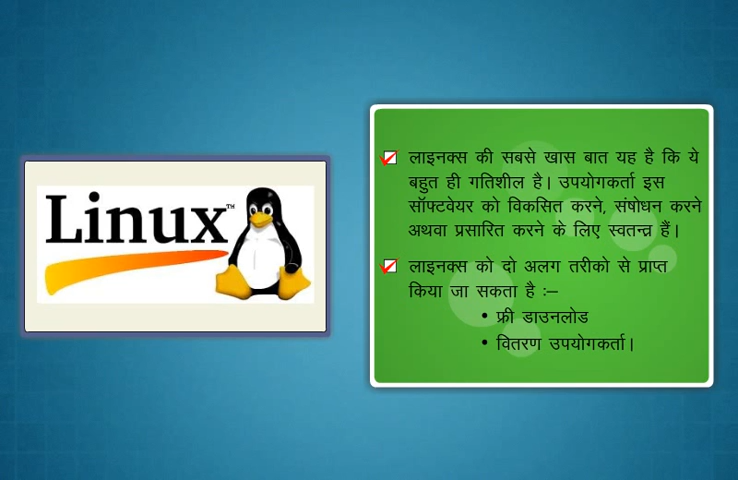 Linux™
लाइनक्स की सबसे खास बात यह है कि ये
बहुत ही गतिशील है। उपयोगकर्ता इस
सॉफ्टवेयर को विकसित करने, संषोधन करने
अथवा प्रसारित करने के लिए स्वतन्त्र हैं।
लाइनक्स को दो अलग तरीको से प्राप्त
किया जा सकता है :–
• फ्री डाउनलोड
• वितरण उपयोगकर्ता।